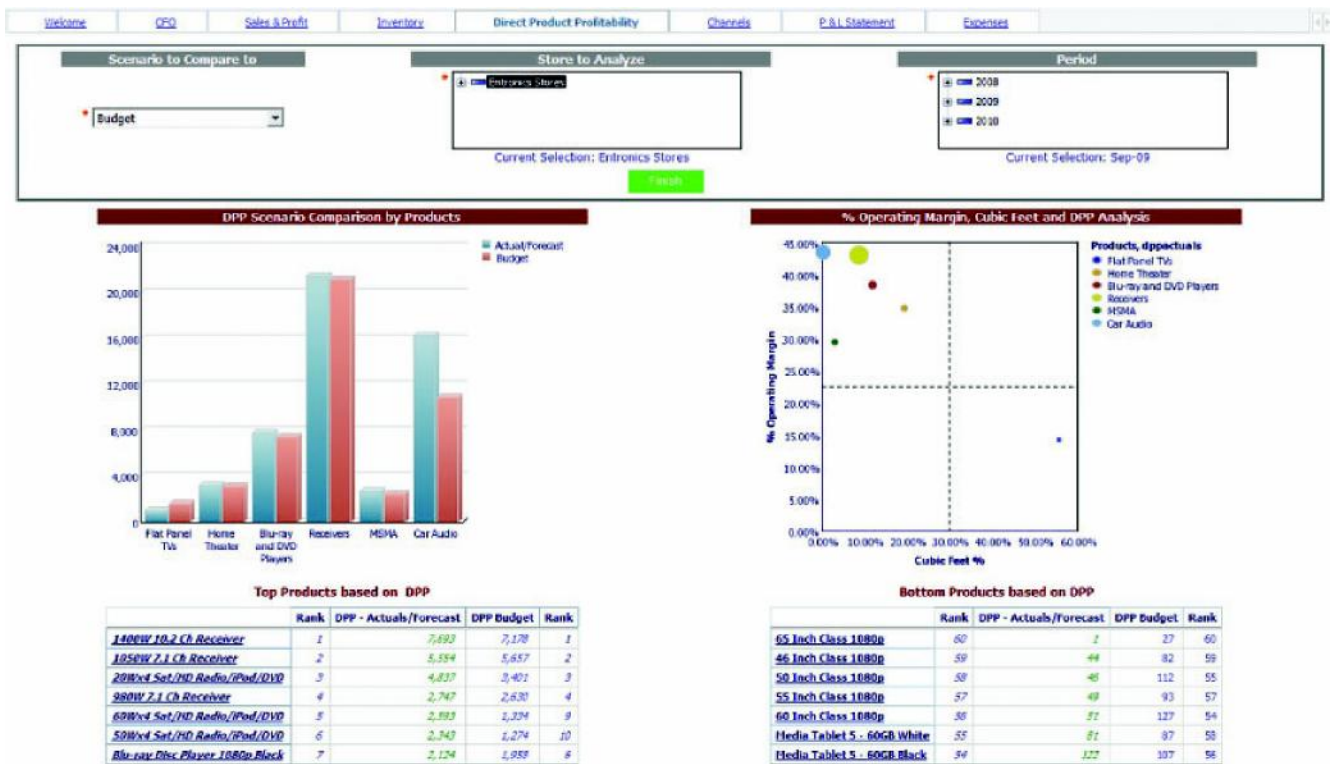 Welcome CFO Sales & Profit Inventory Direct Product Profitability Channels P & L Statement Expenses
Scenario to Compare to
Store to Analyze
Period
* Budget
* Entronics Stores
* 2008
2009
2010
Current Selection: Entronics Stores
Current Selection: Sep-09
Finish
DPP Scenario Comparison by Products
24,000
20,000
16,000
12,000
8,000
4,000
0
Actual/Forecast
Budget
Flat Panel TVs
Home Theater
Blu-ray and DVD Players
Receivers
MSMA
Car Audio
% Operating Margin, Cubic Feet and DPP Analysis
45.00%
40.00%
35.00%
30.00%
25.00%
20.00%
15.00%
10.00%
5.00%
0.00%
% Operating Margin
0.00% 10.00% 20.00% 30.00% 40.00% 50.00% 60.00%
Cubic Feet %
Products, dppactuals
Flat Panel TVs
Home Theater
Blu-ray and DVD Players
Receivers
MSMA
Car Audio
Top Products based on DPP
Rank DPP - Actuals/Forecast DPP Budget Rank
1400W 10.2 Ch Receiver 1 7,693 7,178 1
1050W 7.1 Ch Receiver 2 5,554 5,657 2
20Wx4 Sat/HD Radio/iPod/DVD 3 4,837 3,401 3
980W 7.1 Ch Receiver 4 2,747 2,630 4
60Wx4 Sat/HD Radio/iPod/DVD 5 2,593 1,334 9
50Wx4 Sat/HD Radio/iPod/DVD 6 2,343 1,274 10
Blu-ray Disc Player 1080p Black 7 2,124 1,958 6
Bottom Products based on DPP
Rank DPP - Actuals/Forecast DPP Budget Rank
65 Inch Class 1080p 60 1 27 60
46 Inch Class 1080p 59 44 82 59
50 Inch Class 1080p 58 46 112 55
55 Inch Class 1080p 57 49 93 57
60 Inch Class 1080p 56 51 127 54
Media Tablet 5 - 60GB White 55 81 87 58
Media Tablet 5 - 60GB Black 54 122 107 56